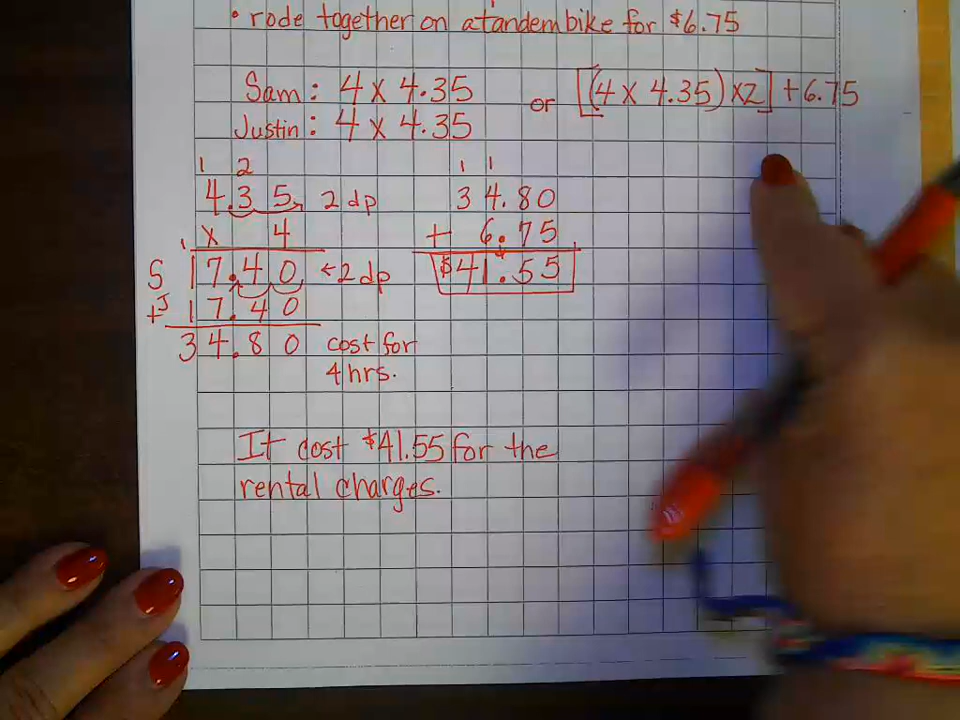 • rode together on a tandem bike for $6.75
Sam: 4 x 4.35 or [(4 x 4.35) x 2] + 6.75
Justin: 4 x 4.35
1 2
4.35 2 dp
x 4
1
S 17.40 ←2 dp
+J 17.40
34.80 cost for
4 hrs.
1 1
34.80
+ 6.75
$41.55
It cost $41.55 for the
rental charges.